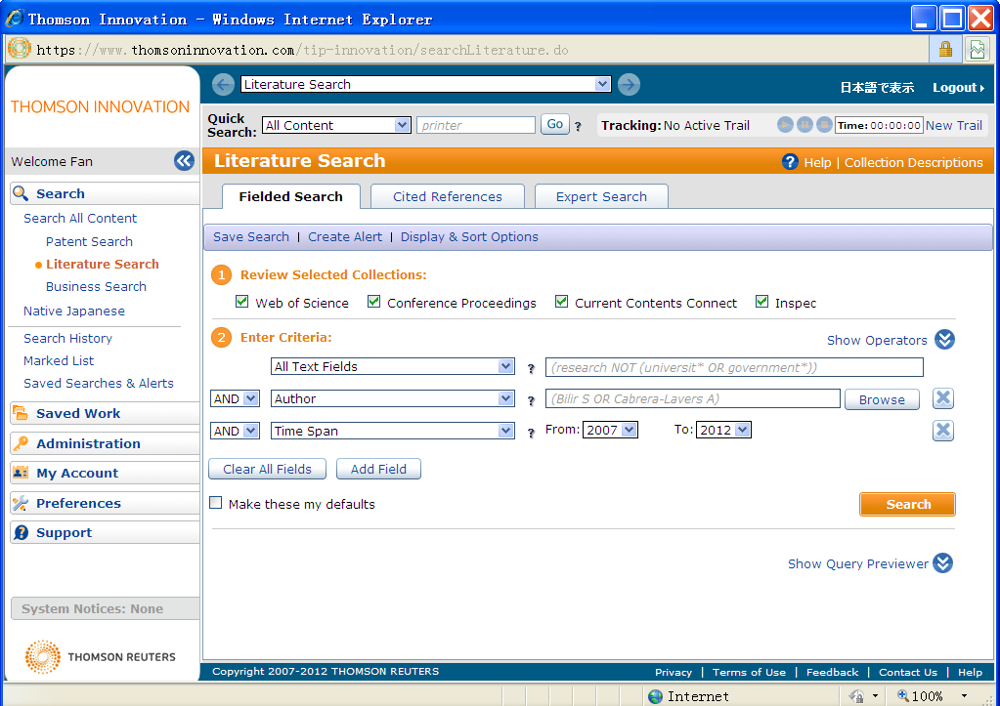 Thomson Innovation - Windows Internet Explorer
https://www.thomsoninnovation.com/tip-innovation/searchLiterature.do
THOMSON INNOVATION
Literature Search
日本語で表示 Logout
Quick Search: All Content printer Go ? Tracking: No Active Trail Time: 00:00:00 New Trail
Welcome Fan
Literature Search ? Help | Collection Descriptions
Search
Search All Content
Patent Search
Literature Search
Business Search
Native Japanese
Search History
Marked List
Saved Searches & Alerts
Saved Work
Administration
My Account
Preferences
Support
System Notices: None
THOMSON REUTERS
Fielded Search Cited References Expert Search
Save Search | Create Alert | Display & Sort Options
1 Review Selected Collections:
Web of Science Conference Proceedings Current Contents Connect Inspec
2 Enter Criteria:
Show Operators
All Text Fields ? (research NOT (universit* OR government*))
AND Author ? (Bilir S OR Cabrera-Lavers A) Browse
AND Time Span ? From: 2007 To: 2012
Clear All Fields Add Field
Make these my defaults
Search
Show Query Previewer
Copyright 2007-2012 THOMSON REUTERS
Privacy | Terms of Use | Feedback | Contact Us | Help
Internet 100%